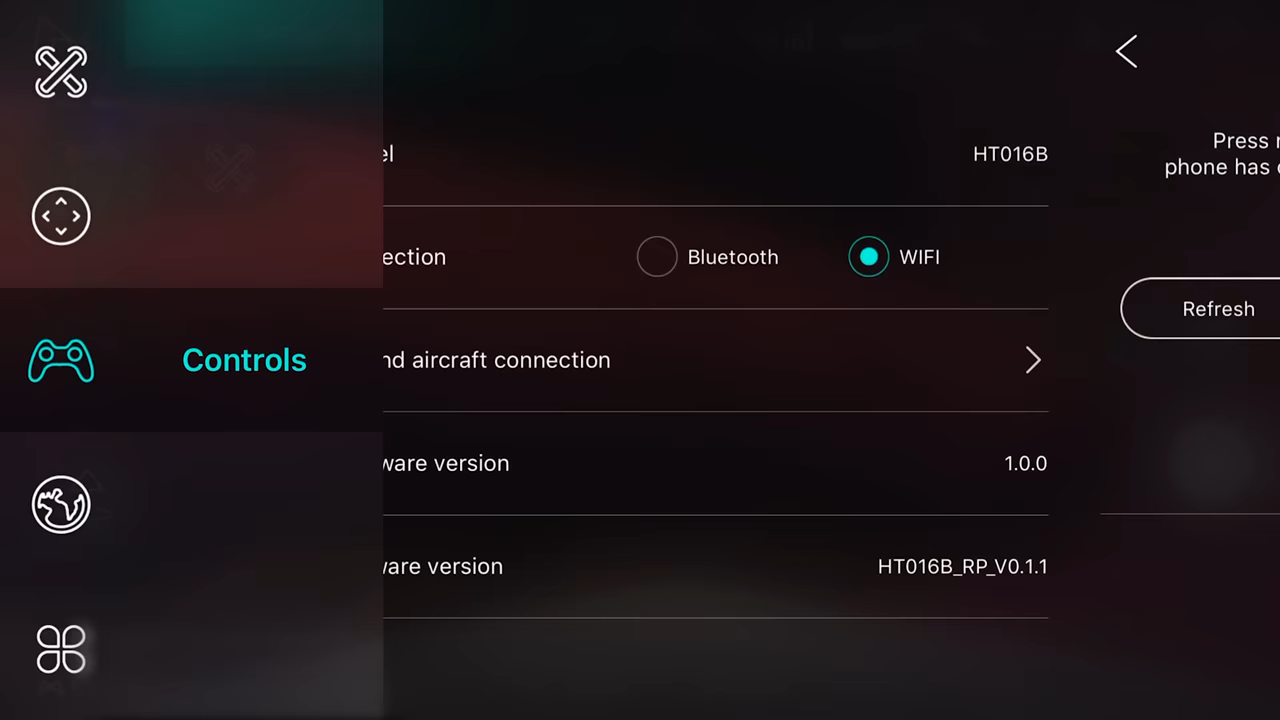 el
HT016B
ection
Bluetooth
WIFI
Controls
nd aircraft connection
ware version
1.0.0
ware version
HT016B_RP_V0.1.1
Press
phone has
Refresh